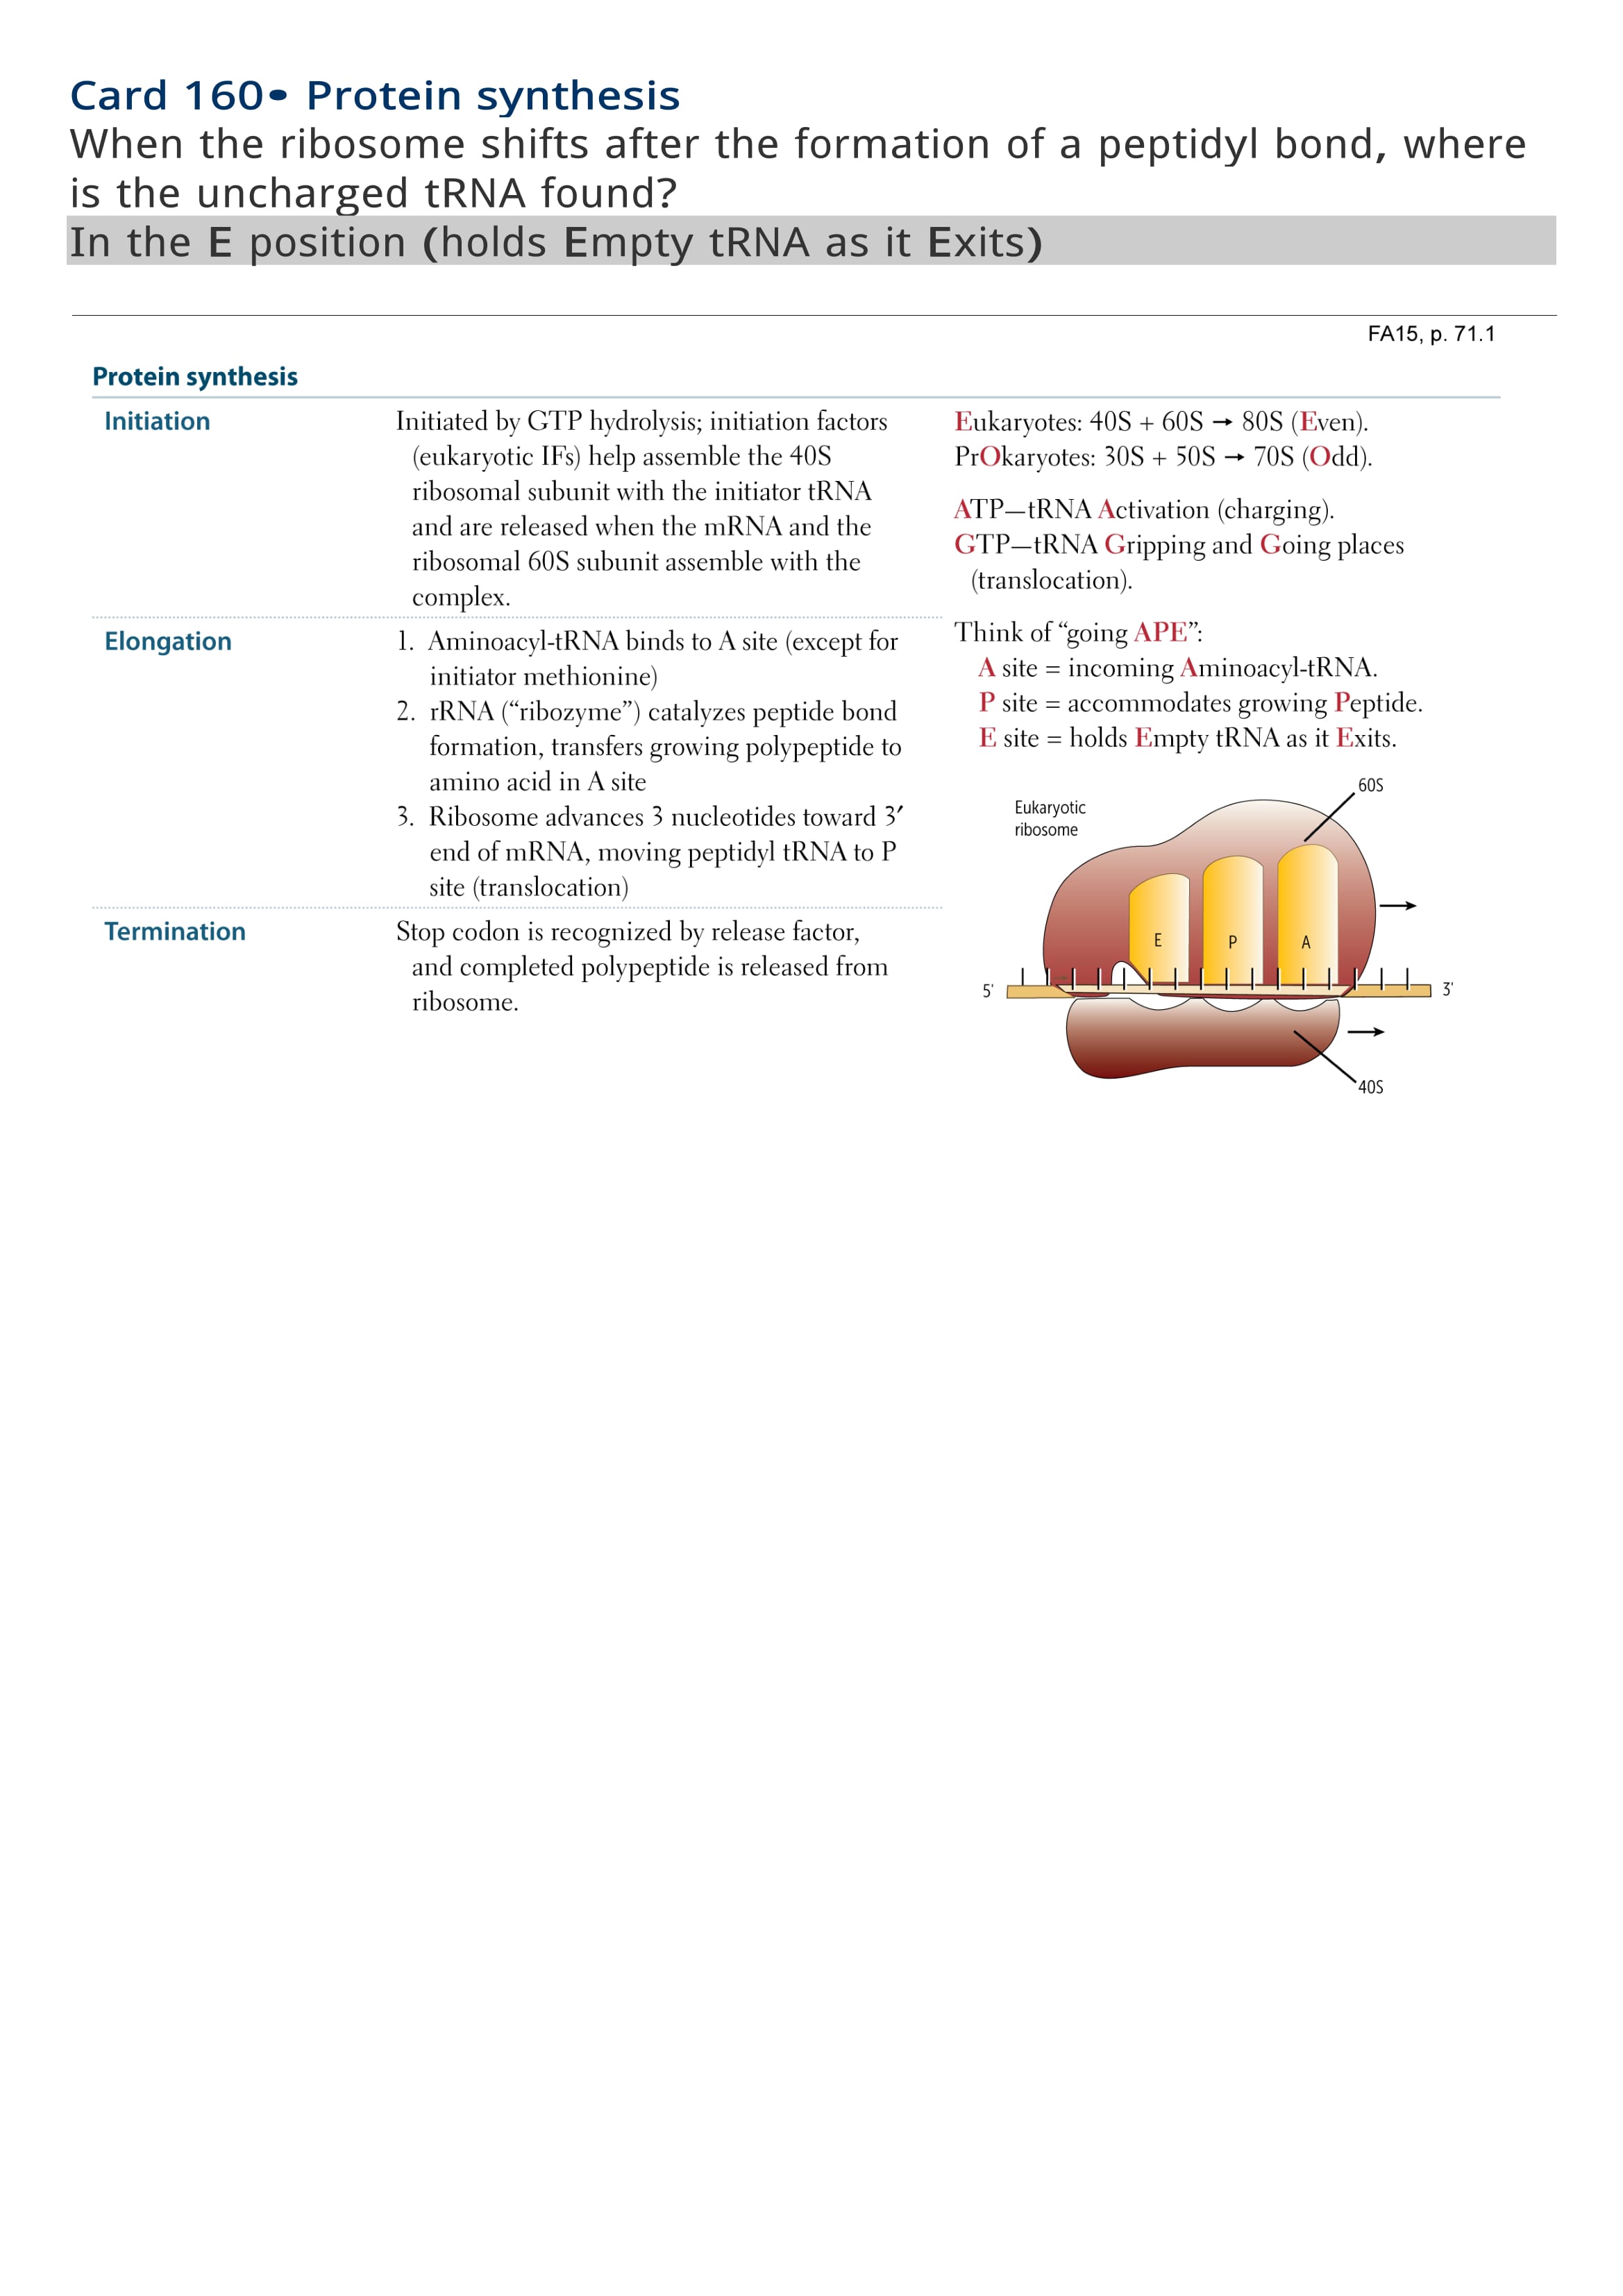 Card 160• Protein synthesis
When the ribosome shifts after the formation of a peptidyl bond, where
is the uncharged tRNA found?
In the E position (holds Empty tRNA as it Exits)
FA15, p. 71.1
Protein synthesis
Initiation
Initiated by GTP hydrolysis; initiation factors
(eukaryotic IFs) help assemble the 40S
ribosomal subunit with the initiator tRNA
and are released when the mRNA and the
ribosomal 60S subunit assemble with the
complex.
Eukaryotes: 40S + 60S → 80S (Even).
PrOkaryotes: 30S + 50S → 70S (Odd).
ATP—tRNA Activation (charging).
GTP—tRNA Gripping and Going places
(translocation).
Elongation
1. Aminoacyl-tRNA binds to A site (except for
initiator methionine)
2. rRNA (“ribozyme”) catalyzes peptide bond
formation, transfers growing polypeptide to
amino acid in A site
3. Ribosome advances 3 nucleotides toward 3′
end of mRNA, moving peptidyl tRNA to P
site (translocation)
Think of “going APE”:
A site = incoming Aminoacyl-tRNA.
P site = accommodates growing Peptide.
E site = holds Empty tRNA as it Exits.
Termination
Stop codon is recognized by release factor,
and completed polypeptide is released from
ribosome.
60S
Eukaryotic
ribosome
E P A
5' 3'
40S